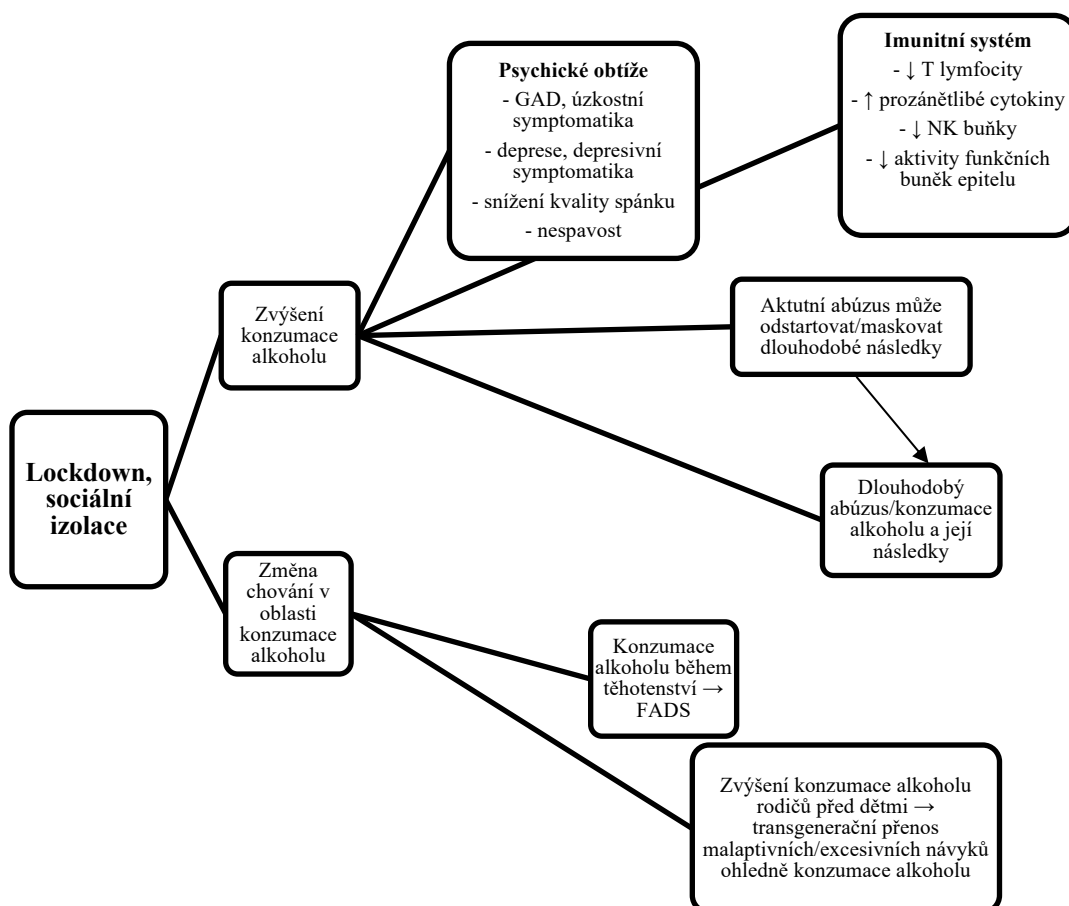 Psychické obtíže
- GAD, úzkostní
symptomatika
- deprese, depresivní
symptomatika
- snížení kvality spánku
- nespavost
Imunitní systém
- ↓ T lymfocity
- ↑ prozánětlibé cytokiny
- ↓ NK buňky
- ↓ aktivity funkčních
buněk epitelu
Zvýšení
konzumace
alkoholu
Aktutní abúzus může
odstartovat/maskovat
dlouhodobé následky
Lockdown,
sociální
izolace
Dlouhodobý
abúzus/konzumace
alkoholu a její
následky
Změna
chování v
oblasti
konzumace
alkoholu
Konzumace
alkoholu během
těhotenství →
FADS
Zvýšení konzumace alkoholu
rodičů před dětmi →
transgenerační přenos
malaptivních/excesivních návyků
ohledně konzumace alkoholu